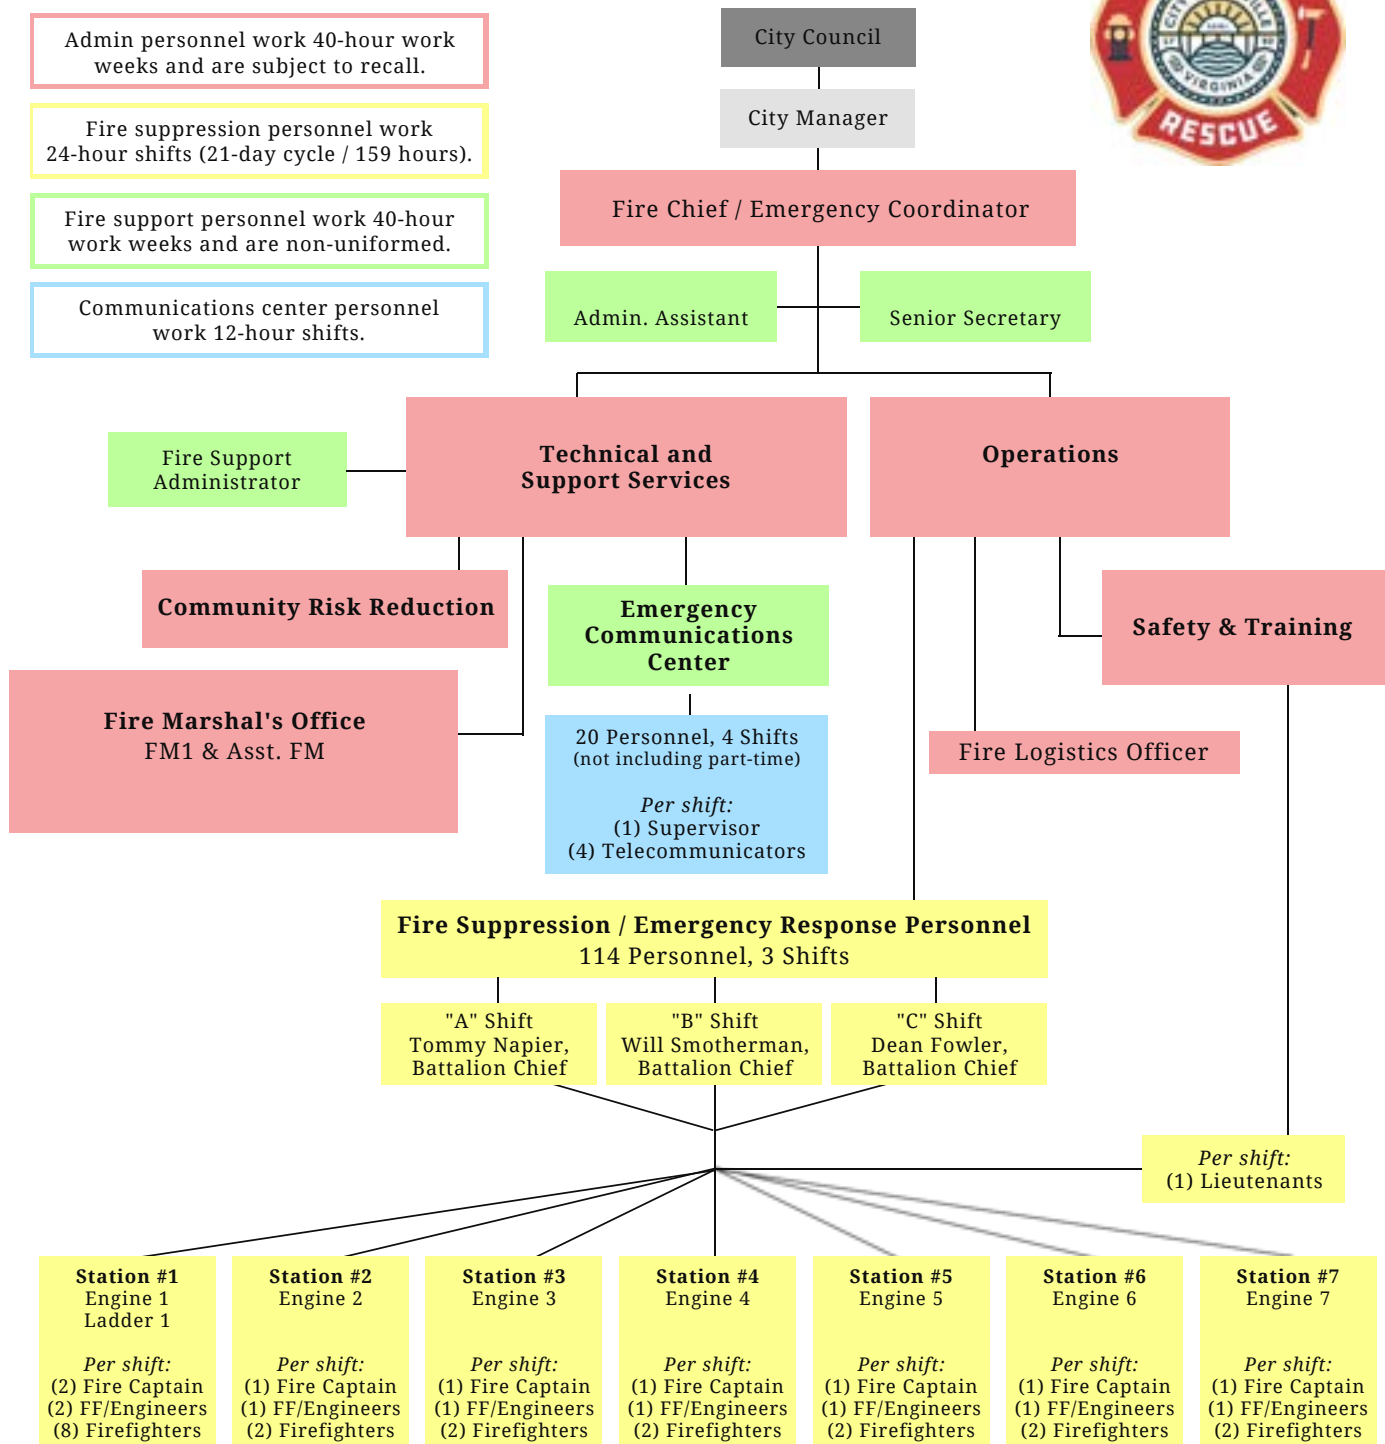 Admin personnel work 40-hour work
weeks and are subject to recall.
Fire suppression personnel work
24-hour shifts (21-day cycle / 159 hours).
Fire support personnel work 40-hour
work weeks and are non-uniformed.
Communications center personnel
work 12-hour shifts.
City Council
City Manager
VIRGINIA
RESCUE
Fire Chief / Emergency Coordinator
Admin. Assistant
Senior Secretary
Fire Support
Administrator
Technical and
Support Services
Operations
Community Risk Reduction
Emergency
Communications
Center
Safety & Training
Fire Marshal's Office
FM1 & Asst. FM
20 Personnel, 4 Shifts
(not including part-time)
Per shift:
(1) Supervisor
(4) Telecommunicators
Fire Logistics Officer
Fire Suppression / Emergency Response Personnel
114 Personnel, 3 Shifts
"A" Shift
Tommy Napier,
Battalion Chief
"B" Shift
Will Smotherman,
Battalion Chief
"C" Shift
Dean Fowler,
Battalion Chief
Per shift:
(1) Lieutenants
Station #1
Engine 1
Ladder 1
Per shift:
(2) Fire Captain
(2) FF/Engineers
(8) Firefighters
Station #2
Engine 2
Per shift:
(1) Fire Captain
(1) FF/Engineers
(2) Firefighters
Station #3
Engine 3
Per shift:
(1) Fire Captain
(1) FF/Engineers
(2) Firefighters
Station #4
Engine 4
Per shift:
(1) Fire Captain
(1) FF/Engineers
(2) Firefighters
Station #5
Engine 5
Per shift:
(1) Fire Captain
(1) FF/Engineers
(2) Firefighters
Station #6
Engine 6
Per shift:
(1) Fire Captain
(1) FF/Engineers
(2) Firefighters
Station #7
Engine 7
Per shift:
(1) Fire Captain
(1) FF/Engineers
(2) Firefighters